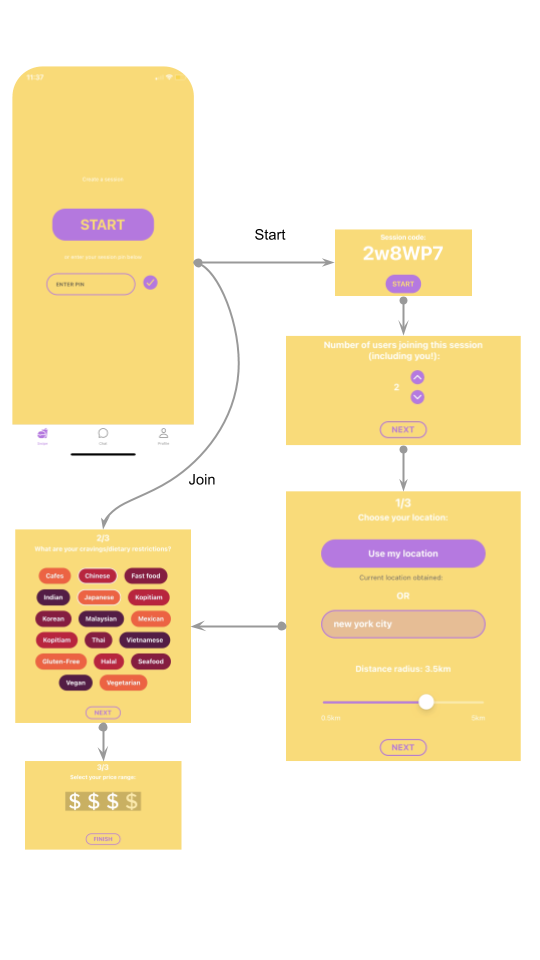 11:37
Create a session
START
or enter your session pin below
ENTER PIN
Chat
Profile
Start
Session code:
2w8WP7
START
Number of users joining this session
(including you!):
2
NEXT
Join
1/3
Choose your location:
Use my location
Current location obtained:
OR
new york city
Distance radius: 3.5km
5km
NEXT
2/3
What are your cravings/dietary restrictions?
Cafes Chinese Fast food
Indian Japanese Kopitiam
Korean Malaysian Mexican
Kopitiam Thai Vietnamese
Gluten-Free Halal Seafood
Vegan Vegetarian
NEXT
3/3
Select your price range:
$ $ $ $
FINISH